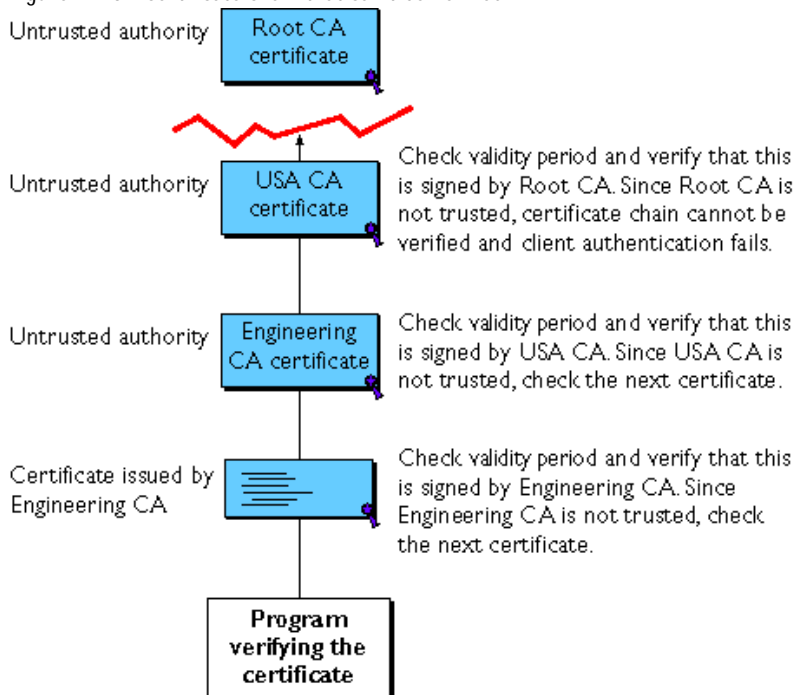 Untrusted authority
Root CA
certificate
Untrusted authority
USA CA
certificate
Check validity period and verify that this
is signed by Root CA. Since Root CA is
not trusted, certificate chain cannot be
verified and client authentication fails.
Untrusted authority
Engineering
CA certificate
Check validity period and verify that this
is signed by USA CA. Since USA CA is
not trusted, check the next certificate.
Certificate issued by
Engineering CA
Check validity period and verify that this
is signed by Engineering CA. Since
Engineering CA is not trusted, check
the next certificate.
Program
verifying the
certificate